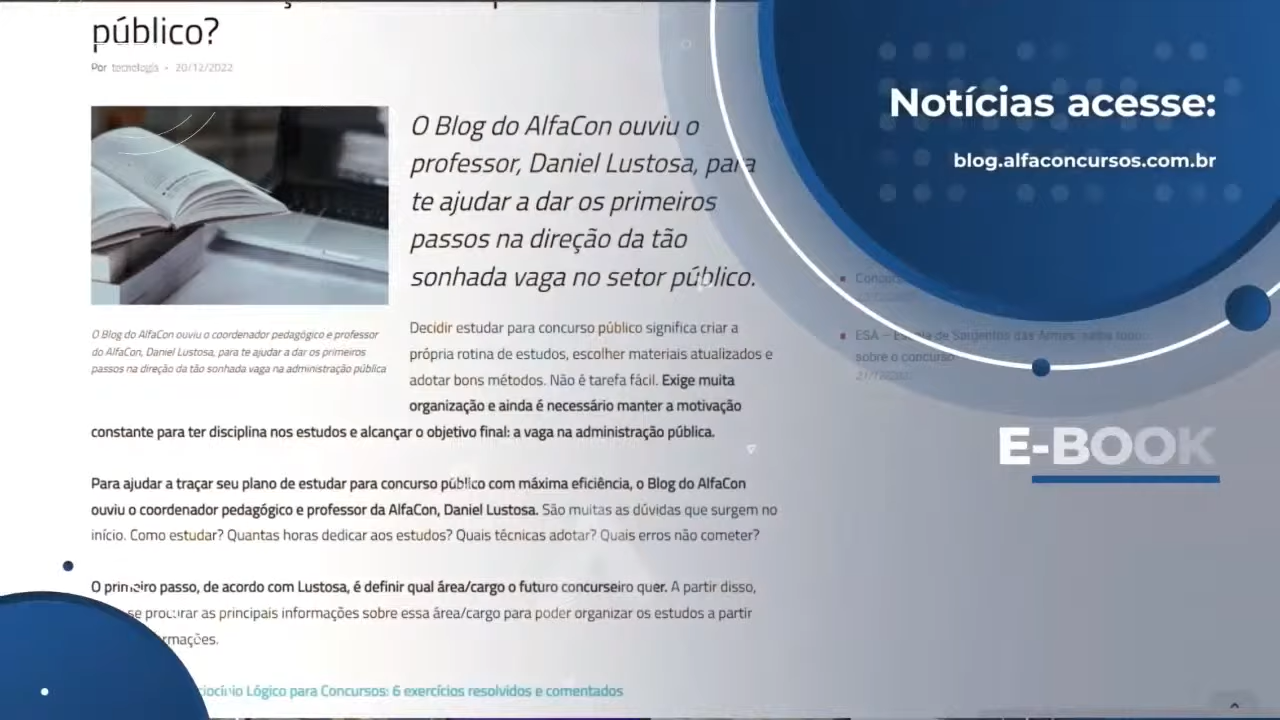 público?
Por tecnologia • 20/12/2022
O Blog do AlfaCon ouviu o
professor, Daniel Lustosa, para
te ajudar a dar os primeiros
passos na direção da tão
sonhada vaga no setor público.
O Blog do AlfaCon ouviu o coordenador pedagógico e professor
do AlfaCon, Daniel Lustosa, para te ajudar a dar os primeiros
passos na direção da tão sonhada vaga na administração pública
Decidir estudar para concurso público significa criar a
própria rotina de estudos, escolher materiais atualizados e
adotar bons métodos. Não é tarefa fácil. Exige muita
organização e ainda é necessário manter a motivação
constante para ter disciplina nos estudos e alcançar o objetivo final: a vaga na administração pública.
Para ajudar a traçar seu plano de estudar para concurso público com máxima eficiência, o Blog do AlfaCon
ouviu o coordenador pedagógico e professor da AlfaCon, Daniel Lustosa. São muitas as dúvidas que surgem no
início. Como estudar? Quantas horas dedicar aos estudos? Quais técnicas adotar? Quais erros não cometer?
O primeiro passo, de acordo com Lustosa, é definir qual área/cargo o futuro concurseiro quer. A partir disso,
se procurar as principais informações sobre essa área/cargo para poder organizar os estudos a partir
Lógico para Concursos: 6 exercícios resolvidos e comentados
Notícias acesse:
blog.alfaconcursos.com.br
ESA – Escola de Sargentos das Armas: saiba tudo
sobre o concurso
E-BOOK